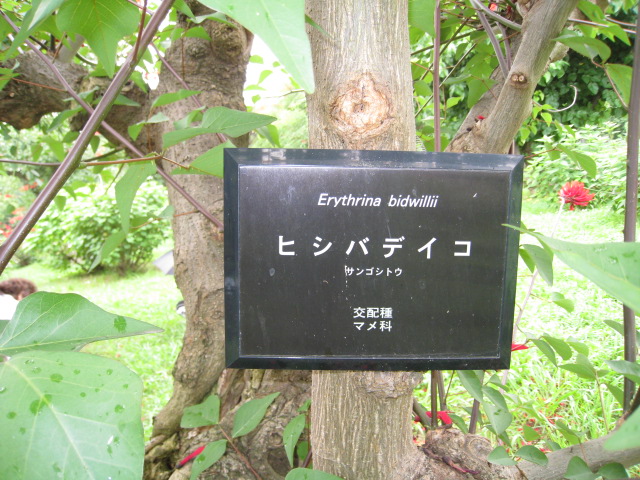 Erythrina bidwillii
ヒシバデイコ
サンゴシトウ
交配種
マメ科